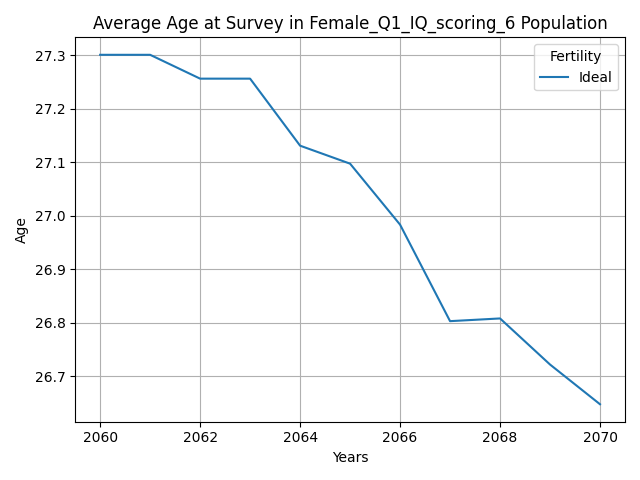 Average Age at Survey in Female_Q1_IQ_scoring_6 Population
Fertility
Ideal
27.3
27.2
27.1
27.0
26.9
26.8
26.7
Age
2060 2062 2064 2066 2068 2070
Years